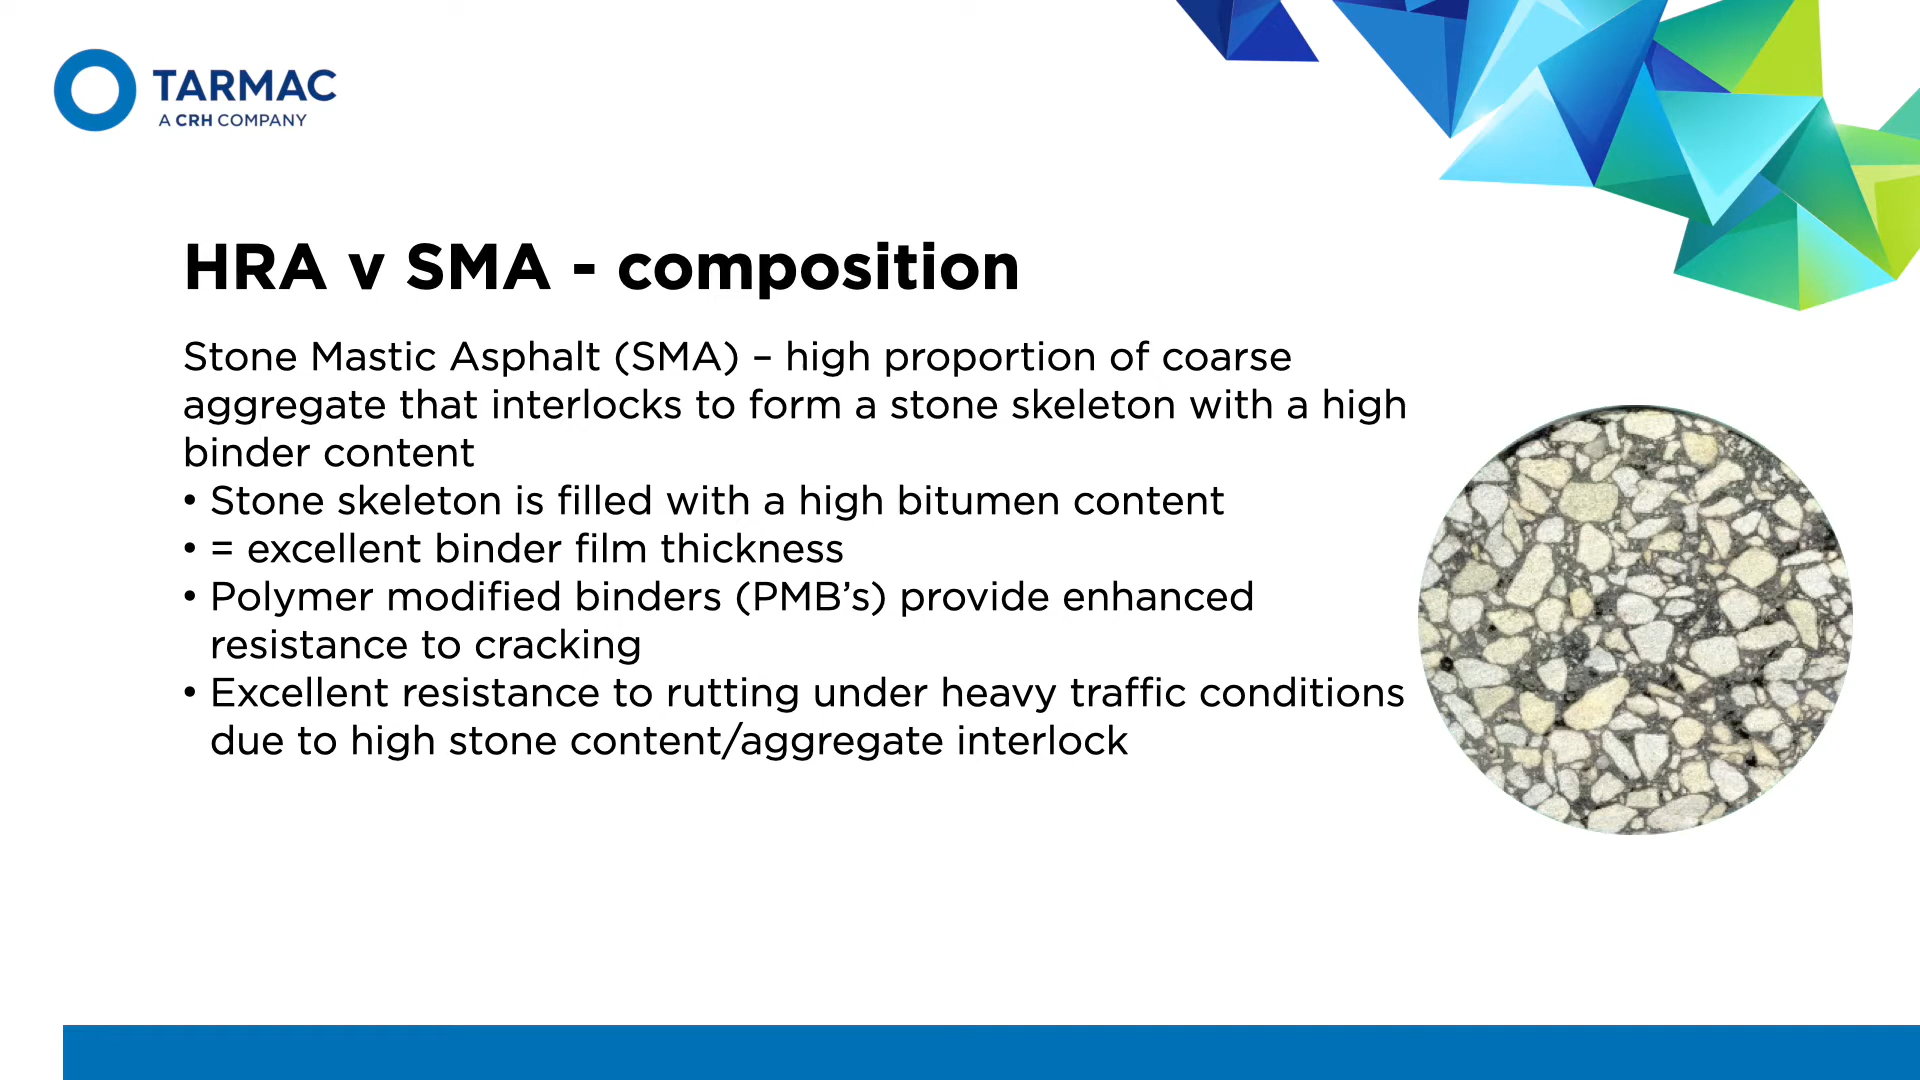 TARMAC
A CRH COMPANY
HRA v SMA - composition
Stone Mastic Asphalt (SMA) – high proportion of coarse
aggregate that interlocks to form a stone skeleton with a high
binder content
• Stone skeleton is filled with a high bitumen content
• = excellent binder film thickness
• Polymer modified binders (PMB’s) provide enhanced
resistance to cracking
• Excellent resistance to rutting under heavy traffic conditions
due to high stone content/aggregate interlock